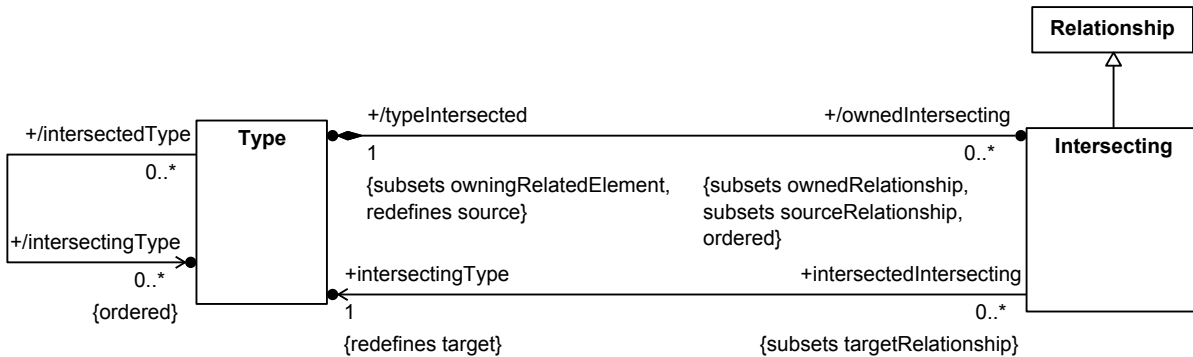 Relationship
+/typeIntersected
+/ownedIntersecting
+/intersectedType
Type
Intersecting
1
0..*
0..*
{subsets owningRelatedElement,
redefines source}
{subsets ownedRelationship,
subsets sourceRelationship,
ordered}
+/intersectingType
+intersectingType
+intersectedIntersecting
0..*
1
0..*
{ordered}
{redefines target}
{subsets targetRelationship}